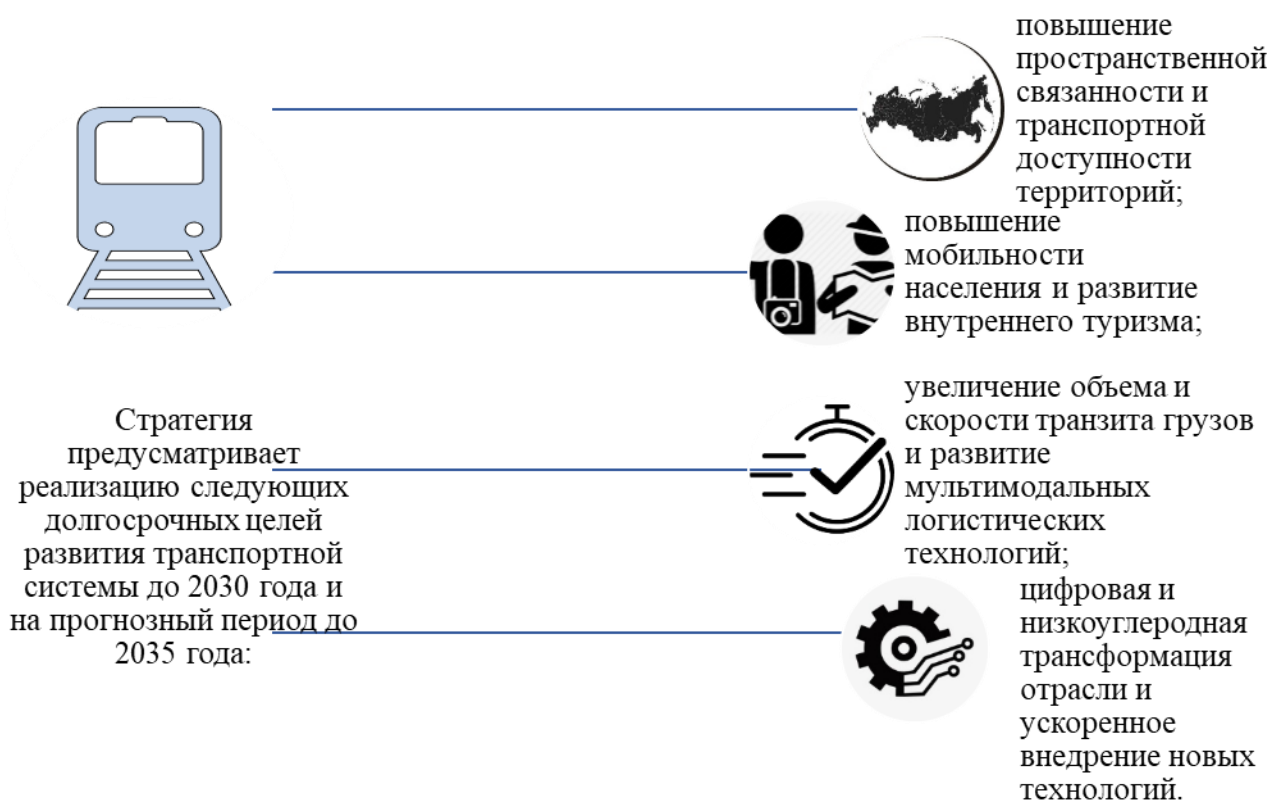 Стратегия
предусматривает
реализацию следующих
долгосрочных целей
развития транспортной
системы до 2030 года и
на прогнозный период до
2035 года:
повышение
пространственной
связанности и
транспортной
доступности
территорий;
повышение
мобильности
населения и развитие
внутреннего туризма;
увеличение объема и
скорости транзита грузов
и развитие
мультимодальных
логистических
технологий;
цифровая и
низкоуглеродная
трансформация
отрасли и
ускоренное
внедрение новых
технологий.